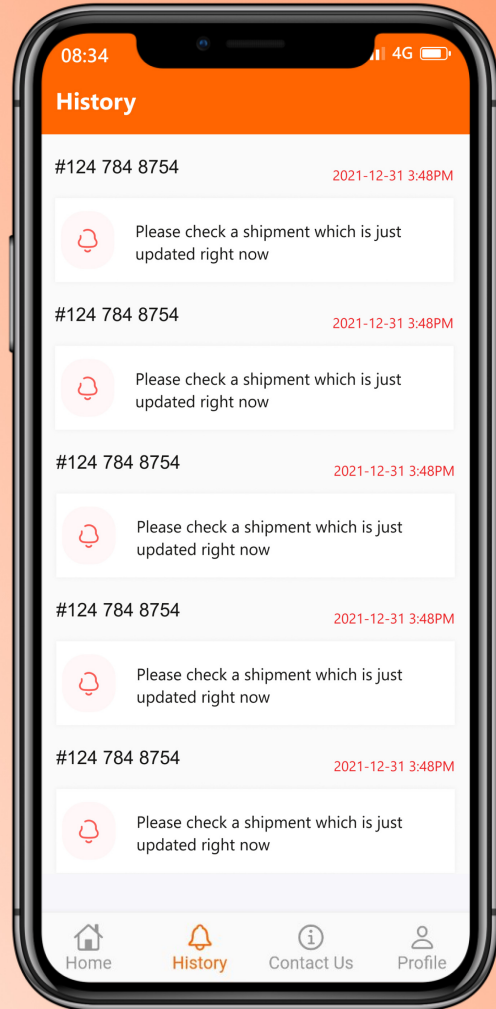 08:34
4G
History
#124 784 8754
2021-12-31 3:48PM
Please check a shipment which is just
updated right now
#124 784 8754
2021-12-31 3:48PM
Please check a shipment which is just
updated right now
#124 784 8754
2021-12-31 3:48PM
Please check a shipment which is just
updated right now
#124 784 8754
2021-12-31 3:48PM
Please check a shipment which is just
updated right now
#124 784 8754
2021-12-31 3:48PM
Please check a shipment which is just
updated right now
Home
History
Contact Us
Profile